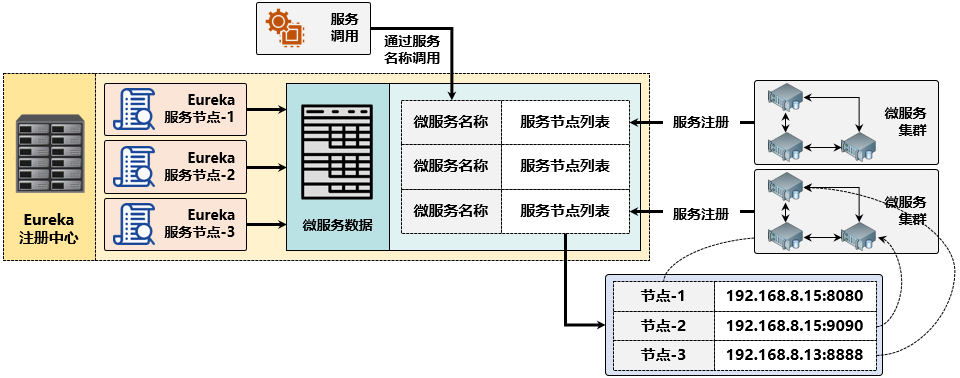 服务
调用
通过服务
名称调用
Eureka
注册中心
Eureka
服务节点-1
Eureka
服务节点-2
Eureka
服务节点-3
微服务数据
微服务名称 服务节点列表
微服务名称 服务节点列表
微服务名称 服务节点列表
服务注册
服务注册
微服务
集群
微服务
集群
节点-1 192.168.8.15:8080
节点-2 192.168.8.15:9090
节点-3 192.168.8.13:8888